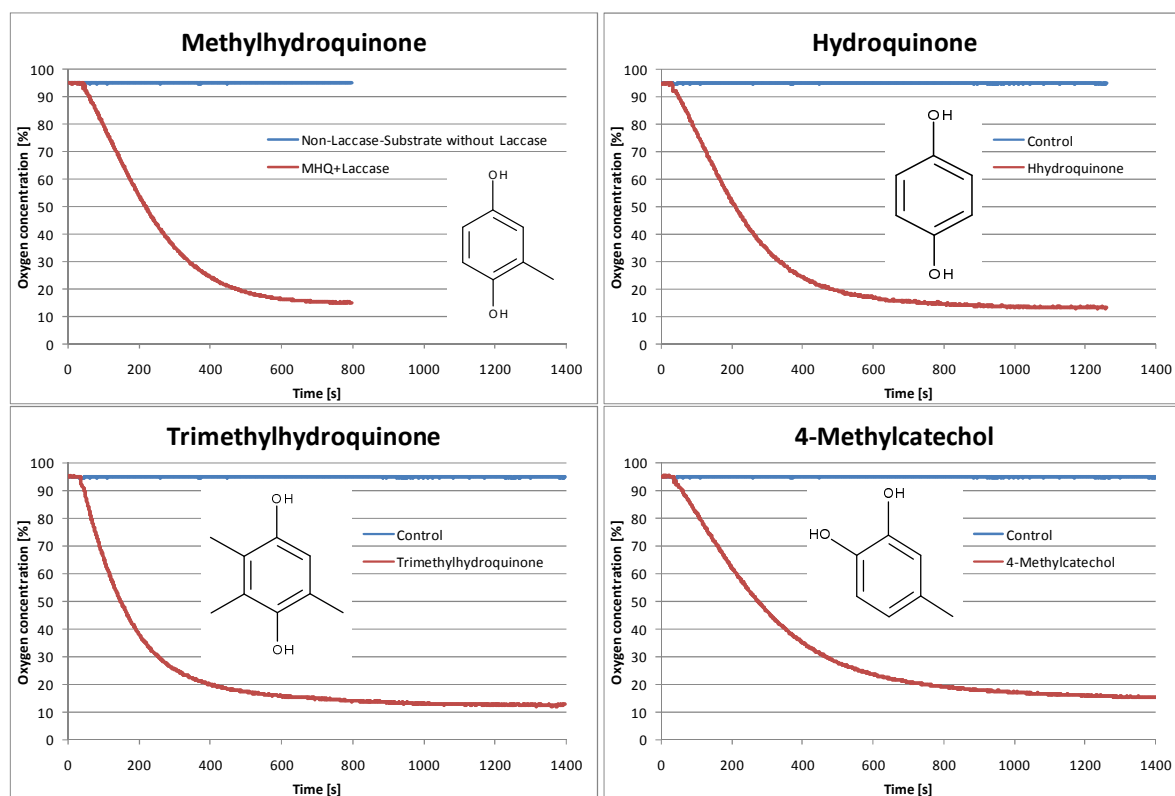 Methylhydroquinone
100
90
80
70
60
50
40
30
20
10
0
Oxygen concentration [%]
Non-Laccase-Substrate without Laccase
MHQ+Laccase
OH
OH
0 200 400 600 800 1000 1200 1400
Time [s]
Hydroquinone
100
90
80
70
60
50
40
30
20
10
0
Oxygen concentration [%]
OH
OH
Control
Hhydroquinone
0 200 400 600 800 1000 1200 1400
Time [s]
Trimethylhydroquinone
100
90
80
70
60
50
40
30
20
10
0
Oxygen concentration [%]
OH
OH
Control
Trimethylhydroquinone
0 200 400 600 800 1000 1200 1400
Time [s]
4-Methylcatechol
100
90
80
70
60
50
40
30
20
10
0
Oxygen concentration [%]
OH
HO
Control
4-Methylcatechol
0 200 400 600 800 1000 1200 1400
Time [s]